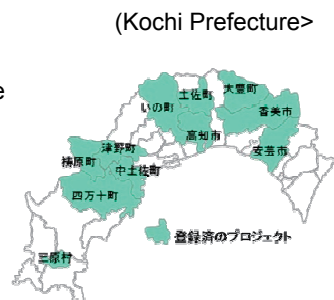 (Kochi Prefecture>
e
土佐町
大豊町
いの町
香美市
高知市
津野町
安芸市
梼原町
中土佐町
四万十町
登録済のプロジェクト
三原村